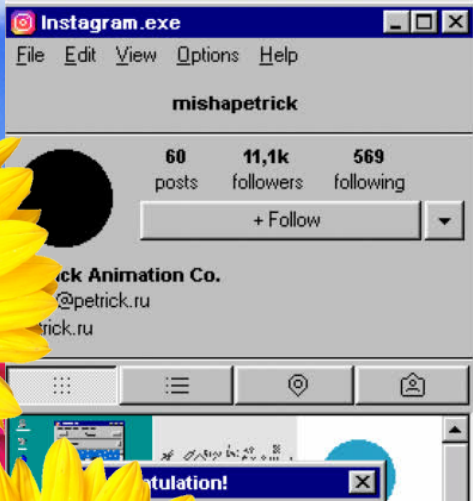 Instagram.exe
File Edit View Options Help
mishapetrick
60 11,1k 569
posts followers following
+ Follow
ck Animation Co.
@petrick.ru
trick.ru
tulation!